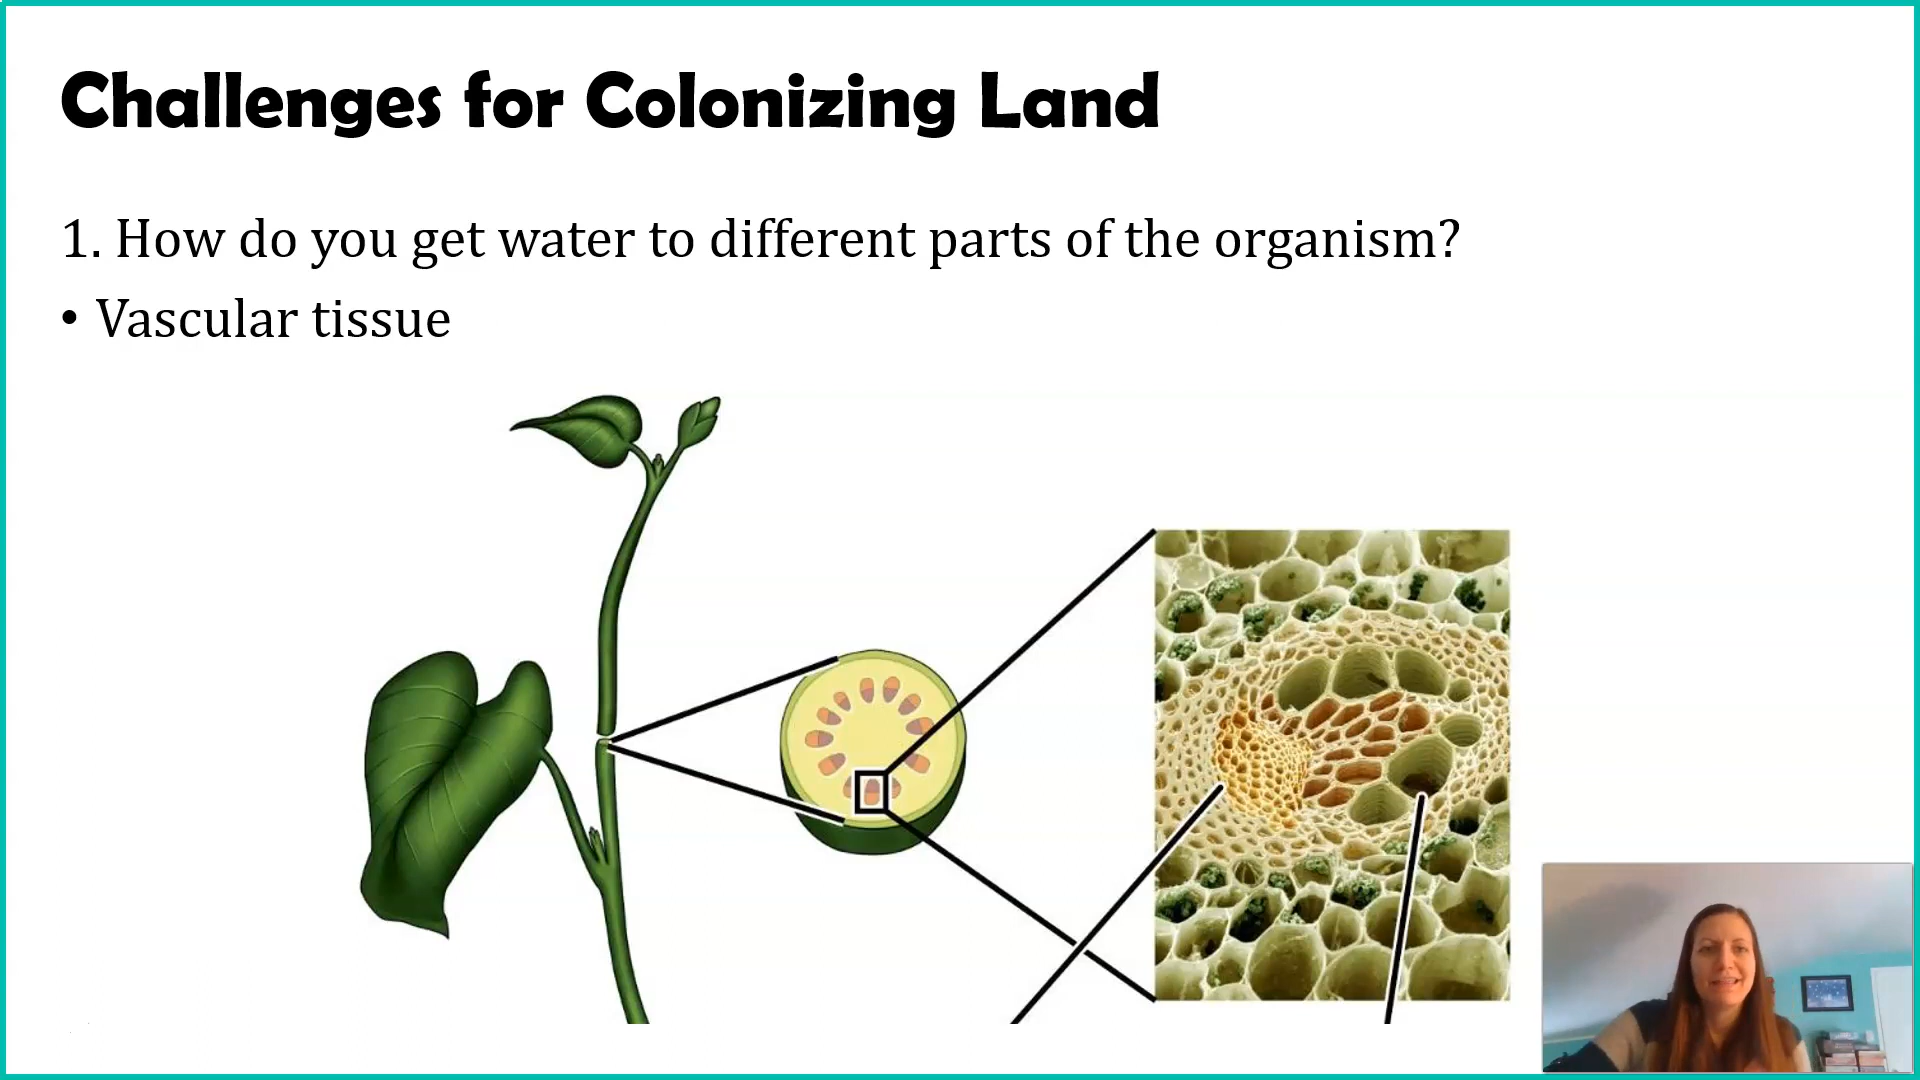 Challenges for Colonizing Land
1. How do you get water to different parts of the organism?
• Vascular tissue